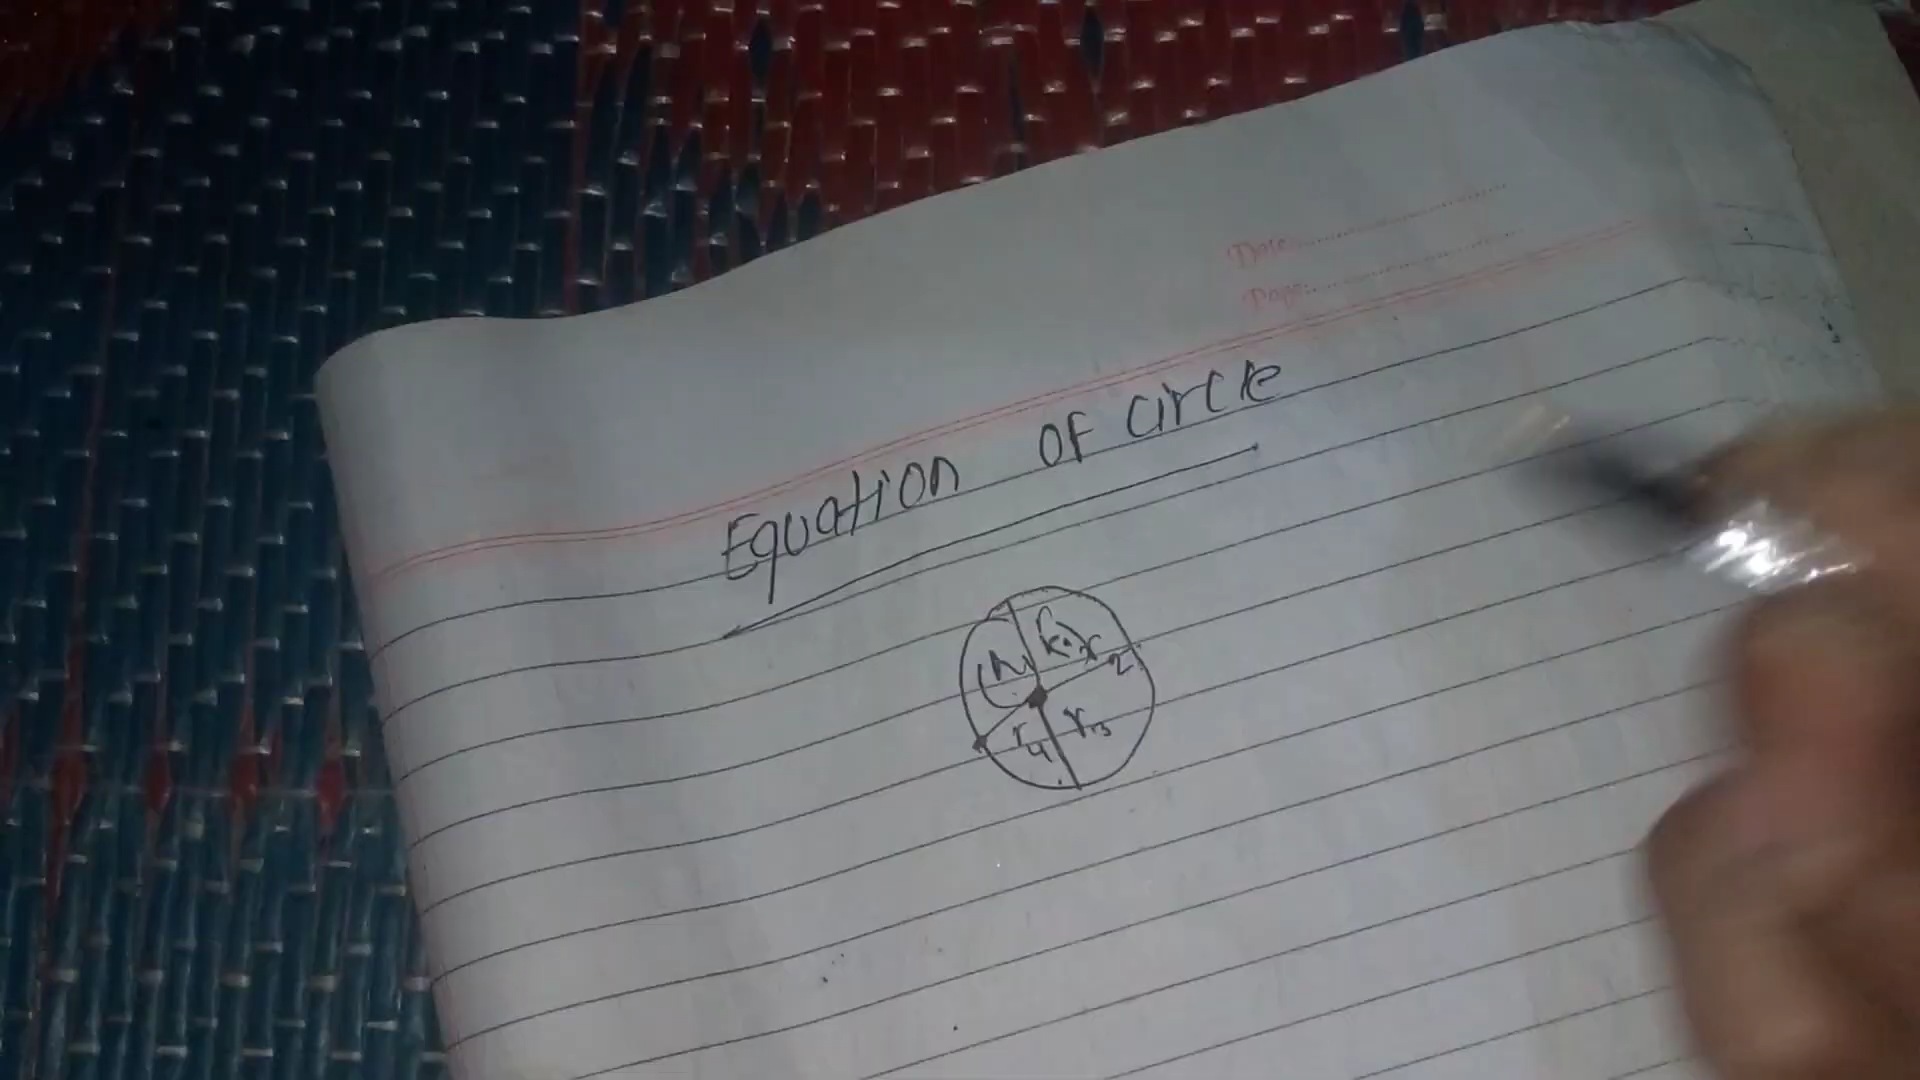 Date:
Page:
Equation OF circle
(h, k)
r2
r4
r3